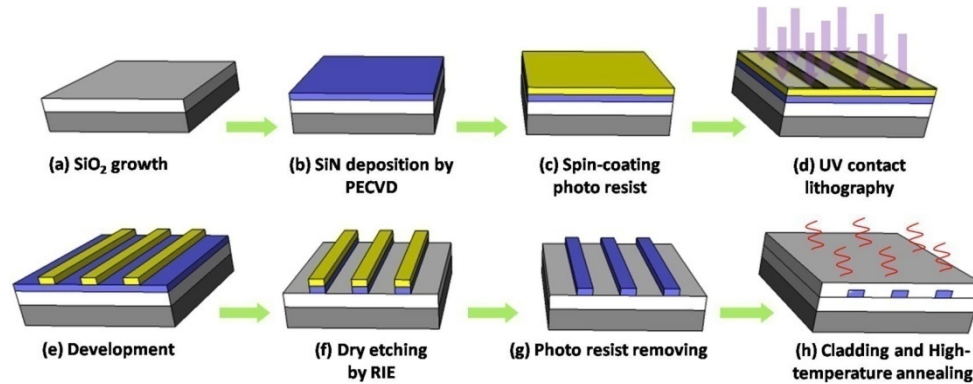 (a) SiO₂ growth
(b) SiN deposition by
PECVD
(c) Spin-coating
photo resist
(d) UV contact
lithography
(e) Development
(f) Dry etching
by RIE
(g) Photo resist removing
(h) Cladding and High-
temperature annealing